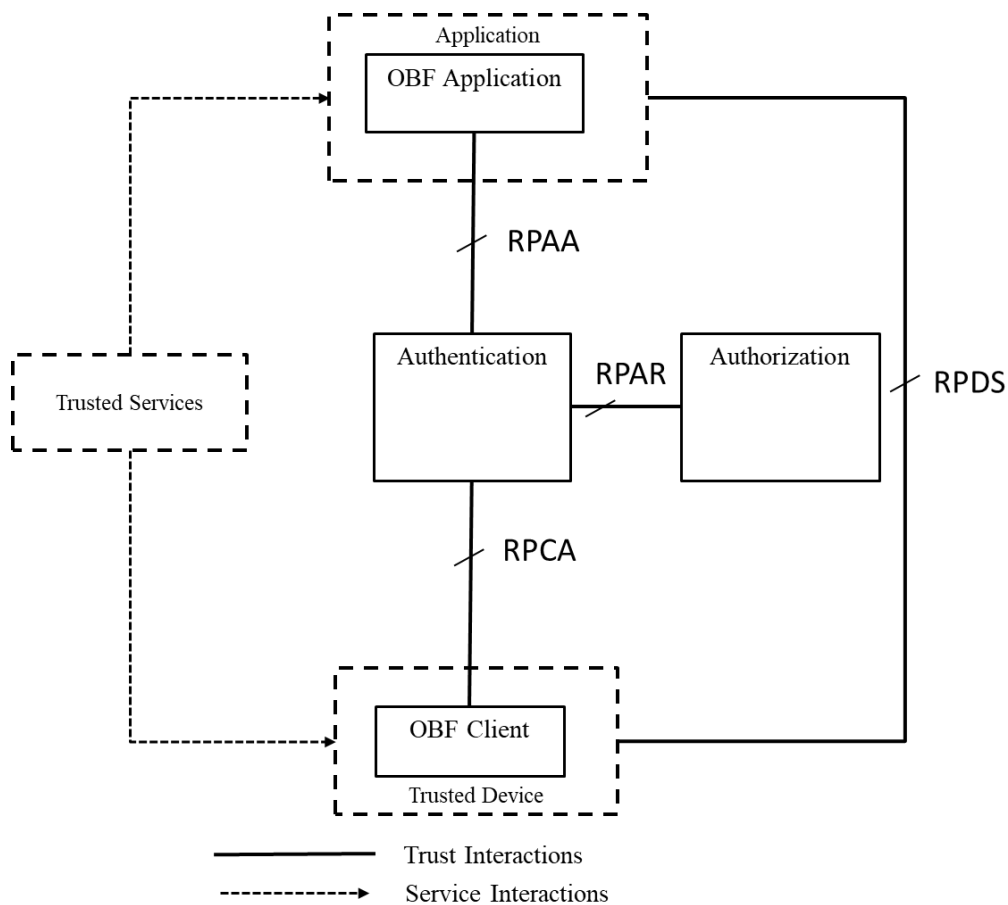 Application
OBF Application
RPAA
Authentication
RPAR
Authorization
RPDS
Trusted Services
RPCA
OBF Client
Trusted Device
Trust Interactions
Service Interactions